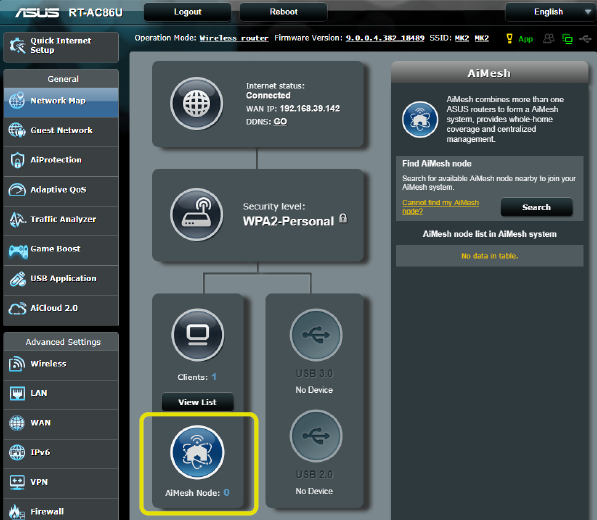 ASUS RT-AC86U Logout Reboot English
Quick Internet
Setup
Operation Mode: Wireless router Firmware Version: 9.0.0.4.382_18489 SSID: MK2 MK2
App
General
Network Map
Guest Network
AiProtection
Adaptive QoS
Traffic Analyzer
Game Boost
USB Application
AiCloud 2.0
Advanced Settings
Wireless
LAN
WAN
IPv6
VPN
Firewall
Internet status:
Connected
WAN IP: 192.168.39.142
DDNS: GO
Security level:
WPA2-Personal
Clients: 1
View List
AiMesh Node: 0
USB 3.0
No Device
USB 2.0
No Device
AiMesh
AiMesh combines more than one
ASUS routers to form a AiMesh
system, provides whole-home
coverage and centralized
management.
Find AiMesh node
Search for available AiMesh node nearby to join your
AiMesh system.
Cannot find my AiMesh
node?
Search
AiMesh node list in AiMesh system
No data in table.